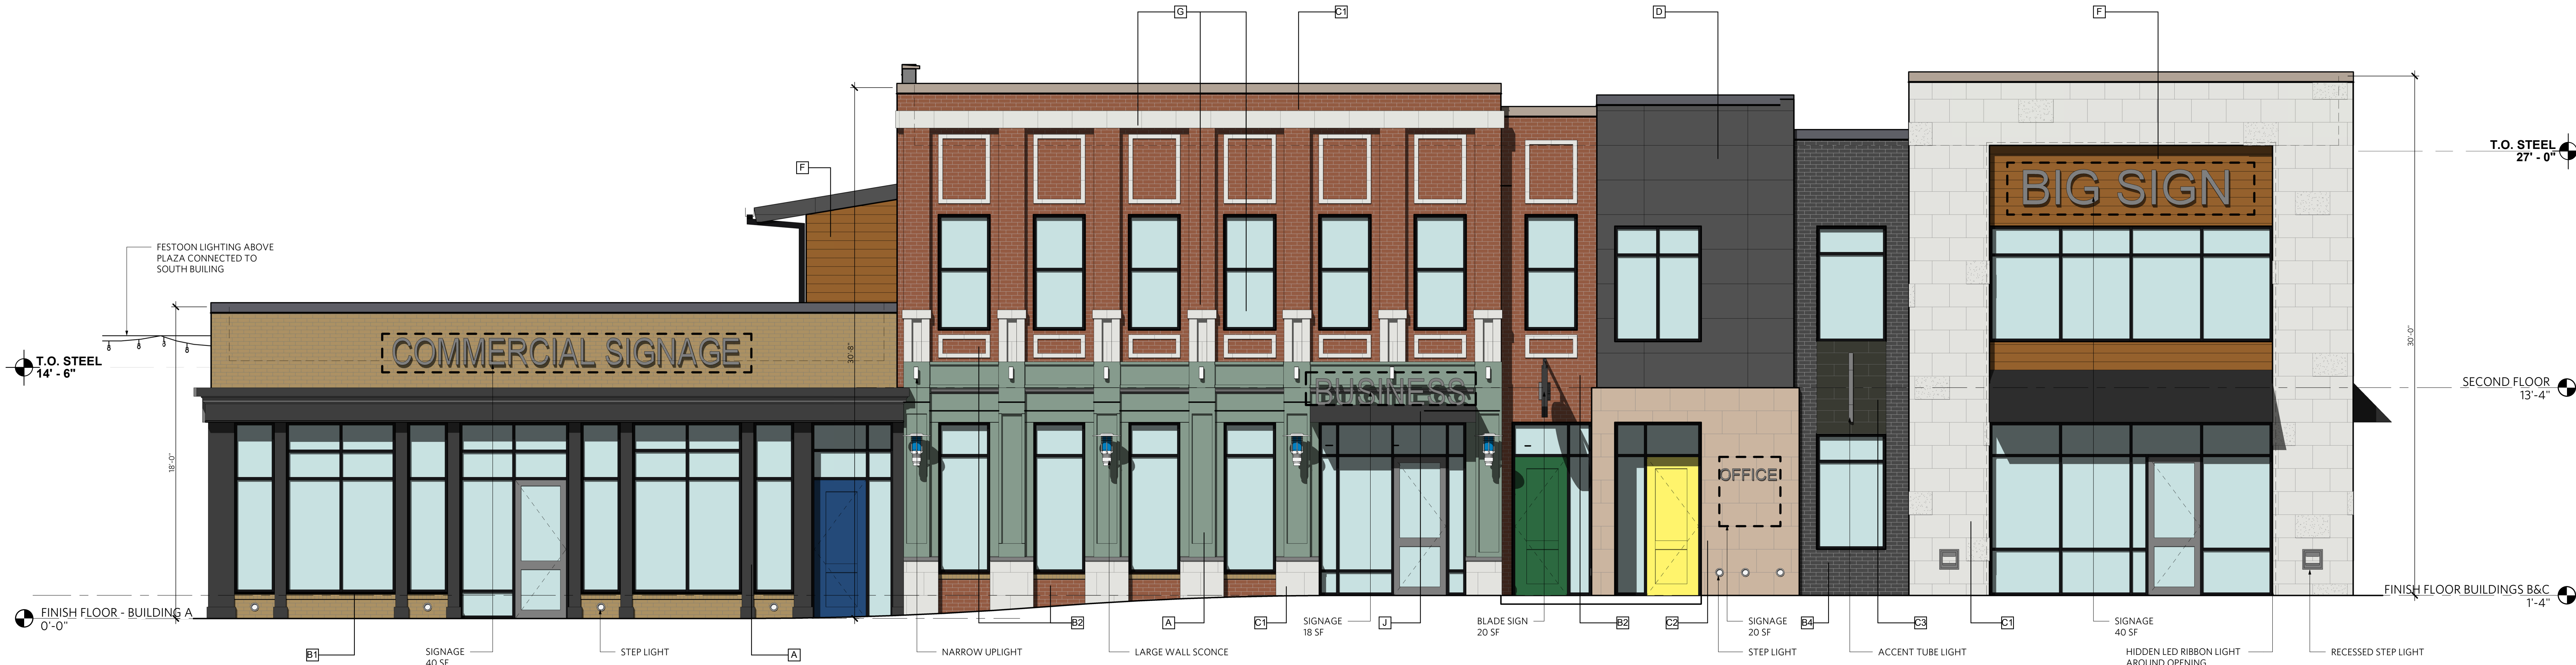 G
C1
D
F
T.O. STEEL
27' - 0"
F
BIG SIGN
FESTOON LIGHTING ABOVE
PLAZA CONNECTED TO
SOUTH BUILING
T.O. STEEL
14' - 6"
COMMERCIAL SIGNAGE
30'-8"
30'-0"
BUSINESS
SECOND FLOOR
13'-4"
18'-0"
OFFICE
FINISH FLOOR - BUILDING A
0'-0"
FINISH FLOOR BUILDINGS B&C
1'-4"
B2
A
C1
SIGNAGE
18 SF
J
BLADE SIGN
20 SF
B2
C2
SIGNAGE
20 SF
B4
C3
C1
SIGNAGE
40 SF
B1
SIGNAGE
40 SF
STEP LIGHT
A
NARROW UPLIGHT
LARGE WALL SCONCE
STEP LIGHT
ACCENT TUBE LIGHT
HIDDEN LED RIBBON LIGHT
AROUND OPENING
RECESSED STEP LIGHT